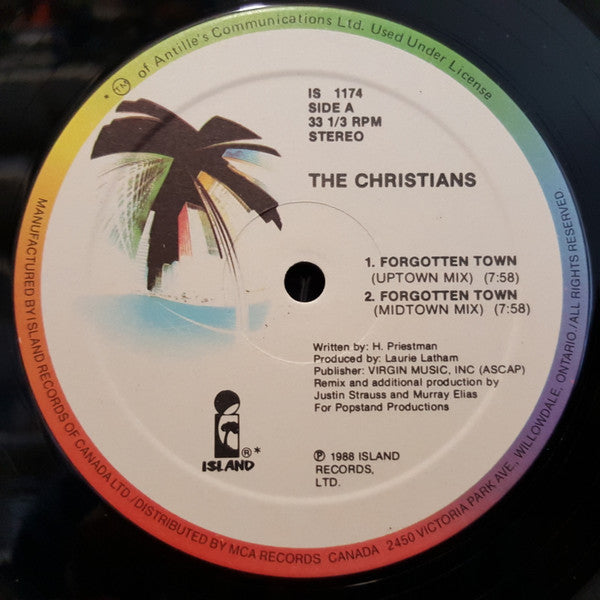 * ™ of Antille's Communications Ltd. Used Under License
IS 1174
SIDE A
33 1/3 RPM
STEREO
THE CHRISTIANS
1. FORGOTTEN TOWN
(UPTOWN MIX) (7:58)
2. FORGOTTEN TOWN
(MIDTOWN MIX) (7:58)
Written by: H. Priestman
Produced by: Laurie Latham
Publisher: VIRGIN MUSIC, INC (ASCAP)
Remix and additional production by
Justin Strauss and Murray Elias
For Popstand Productions
®*
ISLAND
℗ 1988 ISLAND
RECORDS,
LTD.
MANUFACTURED BY ISLAND RECORDS OF CANADA LTD./DISTRIBUTED BY MCA RECORDS CANADA 2450 VICTORIA PARK AVE., WILLOWDALE, ONTARIO./ALL RIGHTS RESERVED.